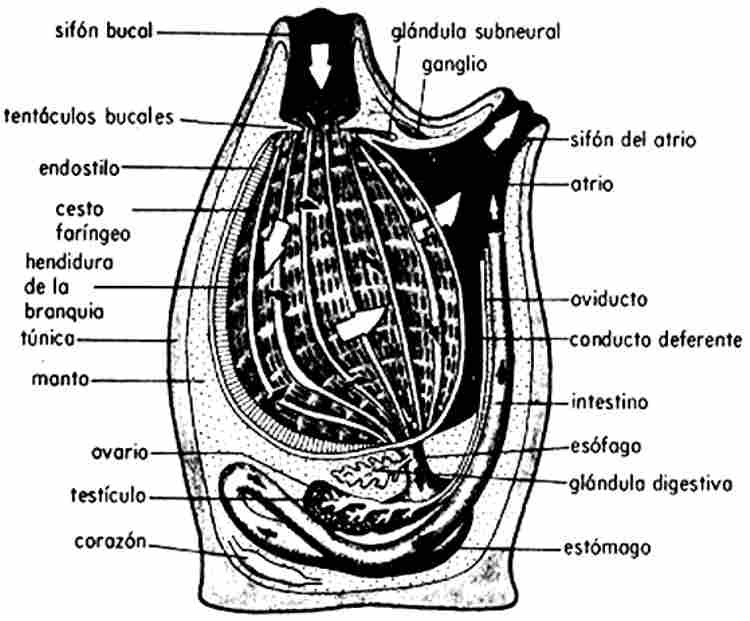 sifón bucal
tentáculos bucales
endostilo
cesto
faríngeo
hendidura
de la
branquia
túnica
manto
ovario
testículo
corazón
glándula subneural
ganglio
sifón del atrio
atrio
oviducto
conducto deferente
intestino
esófago
glándula digestiva
estómago